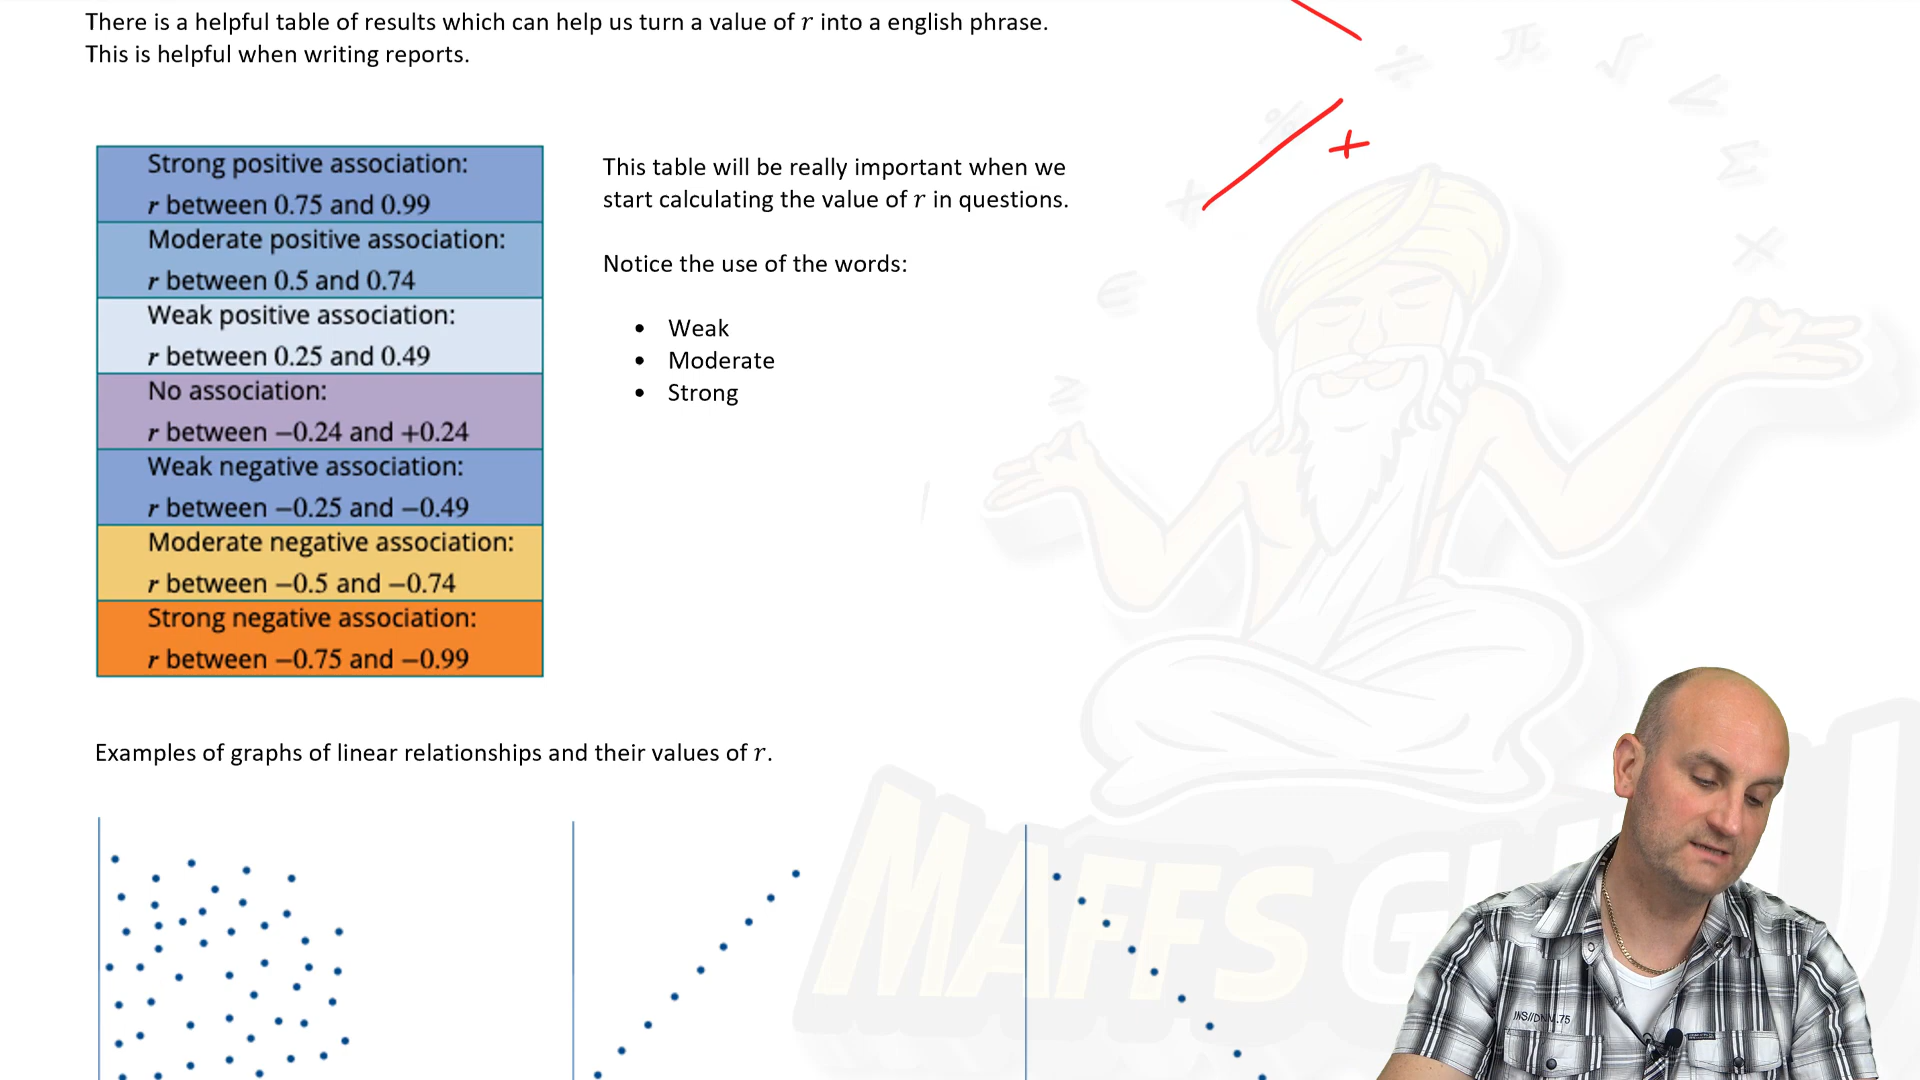 There is a helpful table of results which can help us turn a value of r into a english phrase.
This is helpful when writing reports.
Strong positive association:
r between 0.75 and 0.99
Moderate positive association:
r between 0.5 and 0.74
Weak positive association:
r between 0.25 and 0.49
No association:
r between −0.24 and +0.24
Weak negative association:
r between −0.25 and −0.49
Moderate negative association:
r between −0.5 and −0.74
Strong negative association:
r between −0.75 and −0.99
This table will be really important when we
start calculating the value of r in questions.
Notice the use of the words:
• Weak
• Moderate
• Strong
+
Examples of graphs of linear relationships and their values of r.
MAFFS GURU